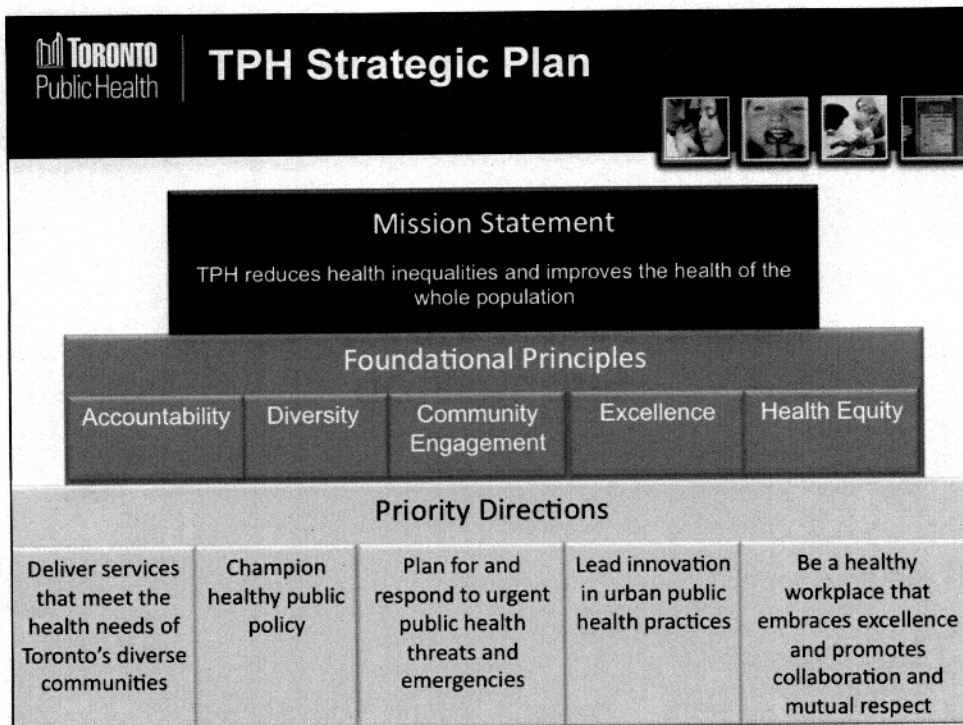 TORONTO
Public Health
TPH Strategic Plan
Mission Statement
TPH reduces health inequalities and improves the health of the
whole population
Foundational Principles
Accountability
Diversity
Community
Engagement
Excellence
Health Equity
Priority Directions
Deliver services
that meet the
health needs of
Toronto's diverse
communities
Champion
healthy public
policy
Plan for and
respond to urgent
public health
threats and
emergencies
Lead innovation
in urban public
health practices
Be a healthy
workplace that
embraces excellence
and promotes
collaboration and
mutual respect